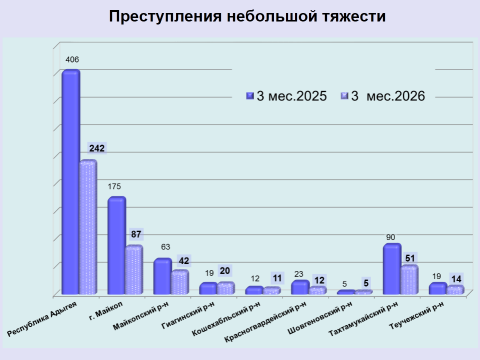 Преступления небольшой тяжести
3 мес.2025 3 мес.2026
406 242
175 87
63 42
19 20
12 11
23 12
5 5
90 51
19 14
Республика Адыгея
г. Майкоп
Майкопский р-н
Гиагинский р-н
Кошехабльский р-н
Красногвардейский р-н
Шовгеновский р-н
Тахтамукайский р-н
Теучежский р-н